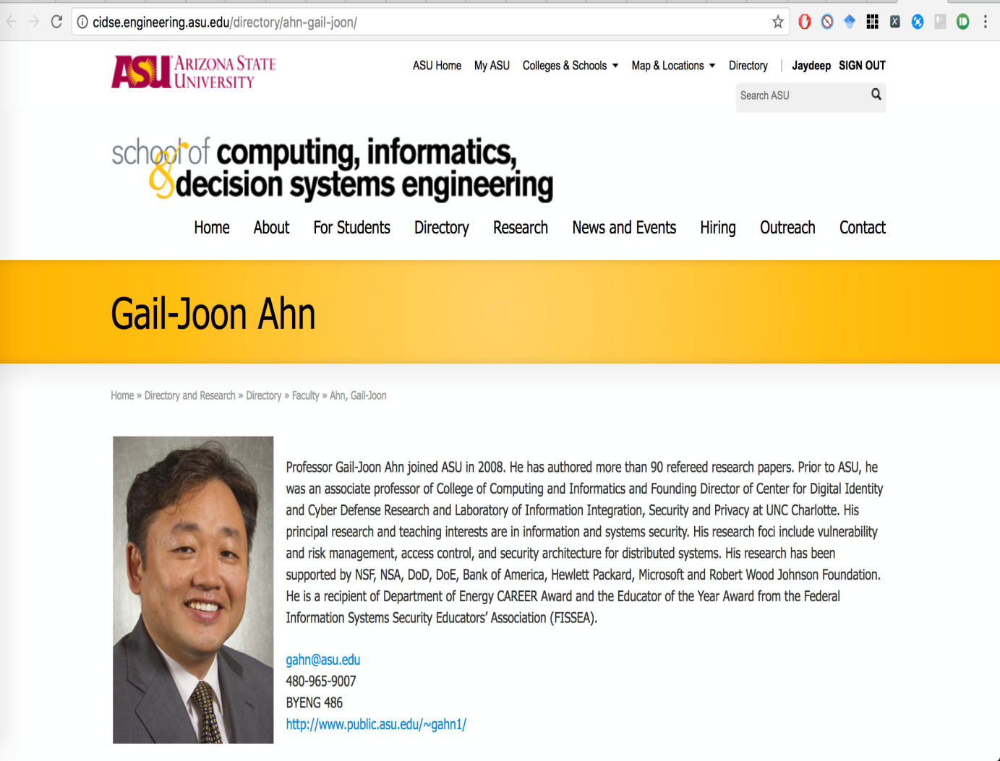 cidse.engineering.asu.edu/directory/ahn-gail-joon/
ASU ARIZONA STATE
UNIVERSITY
ASU Home My ASU Colleges & Schools Map & Locations Directory | Jaydeep SIGN OUT
Search ASU
school of computing, informatics,
& decision systems engineering
Home About For Students Directory Research News and Events Hiring Outreach Contact
Gail-Joon Ahn
Home » Directory and Research » Directory » Faculty » Ahn, Gail-Joon
Professor Gail-Joon Ahn joined ASU in 2008. He has authored more than 90 refereed research papers. Prior to ASU, he
was an associate professor of College of Computing and Informatics and Founding Director of Center for Digital Identity
and Cyber Defense Research and Laboratory of Information Integration, Security and Privacy at UNC Charlotte. His
principal research and teaching interests are in information and systems security. His research foci include vulnerability
and risk management, access control, and security architecture for distributed systems. His research has been
supported by NSF, NSA, DoD, DoE, Bank of America, Hewlett Packard, Microsoft and Robert Wood Johnson Foundation.
He is a recipient of Department of Energy CAREER Award and the Educator of the Year Award from the Federal
Information Systems Security Educators’ Association (FISSEA).
gahn@asu.edu
480-965-9007
BYENG 486
http://www.public.asu.edu/~gahn1/